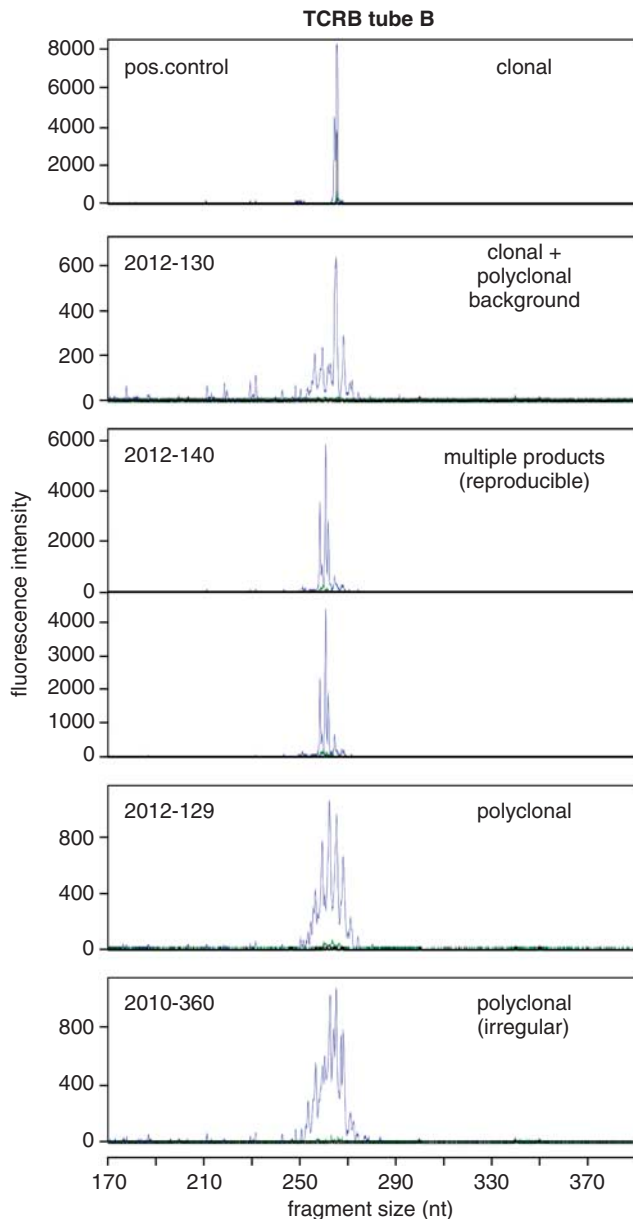 TCRB tube B
8000
6000
4000
2000
0
pos.control
clonal
600
400
200
0
2012-130
clonal +
polyclonal
background
6000
4000
2000
0
2012-140
multiple products
(reproducible)
4000
3000
2000
1000
0
800
400
0
2012-129
polyclonal
800
400
0
2010-360
polyclonal
(irregular)
170 210 250 290 330 370
fragment size (nt)
fluorescence intensity